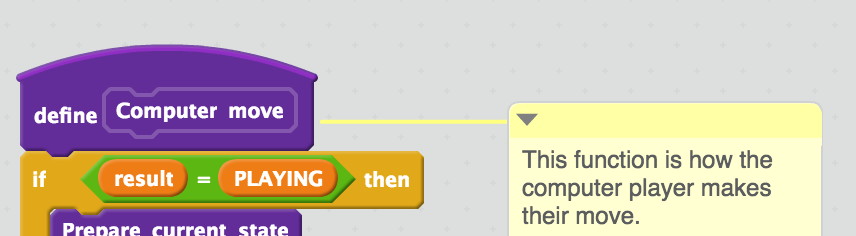 define Computer move
if result = PLAYING then
Prepare current state
This function is how the
computer player makes
their move.